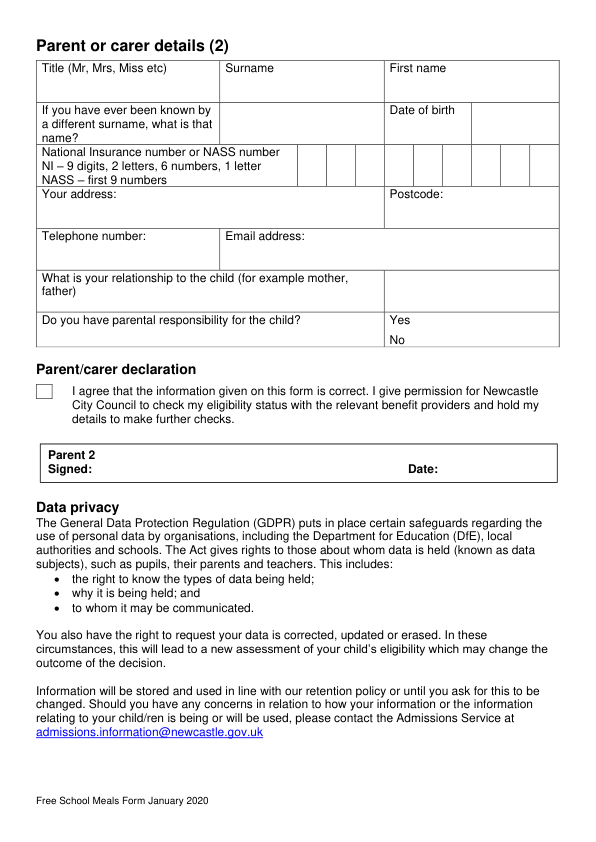 Parent or carer details (2)
Title (Mr, Mrs, Miss etc)
Surname
First name
If you have ever been known by
a different surname, what is that
name?
Date of birth
National Insurance number or NASS number
NI – 9 digits, 2 letters, 6 numbers, 1 letter
NASS – first 9 numbers
Your address:
Postcode:
Telephone number:
Email address:
What is your relationship to the child (for example mother,
father)
Do you have parental responsibility for the child?
Yes
No
Parent/carer declaration
I agree that the information given on this form is correct. I give permission for Newcastle
City Council to check my eligibility status with the relevant benefit providers and hold my
details to make further checks.
Parent 2
Signed:
Date:
Data privacy
The General Data Protection Regulation (GDPR) puts in place certain safeguards regarding the
use of personal data by organisations, including the Department for Education (DfE), local
authorities and schools. The Act gives rights to those about whom data is held (known as data
subjects), such as pupils, their parents and teachers. This includes:
• the right to know the types of data being held;
• why it is being held; and
• to whom it may be communicated.
You also have the right to request your data is corrected, updated or erased. In these
circumstances, this will lead to a new assessment of your child's eligibility which may change the
outcome of the decision.
Information will be stored and used in line with our retention policy or until you ask for this to be
changed. Should you have any concerns in relation to how your information or the information
relating to your child/ren is being or will be used, please contact the Admissions Service at
admissions.information@newcastle.gov.uk
Free School Meals Form January 2020